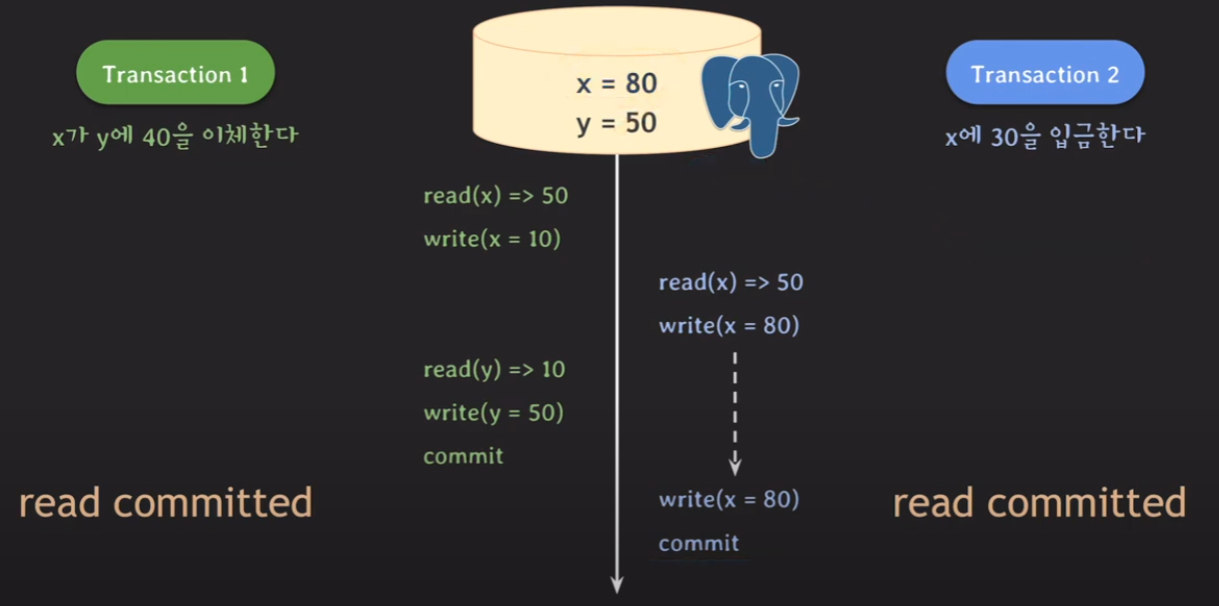 Transaction 1
x가 y에 40을 이체한다
x = 80
y = 50
Transaction 2
x에 30을 입금한다
read(x) => 50
write(x = 10)
read(x) => 50
write(x = 80)
read(y) => 10
write(y = 50)
commit
write(x = 80)
commit
read committed
read committed